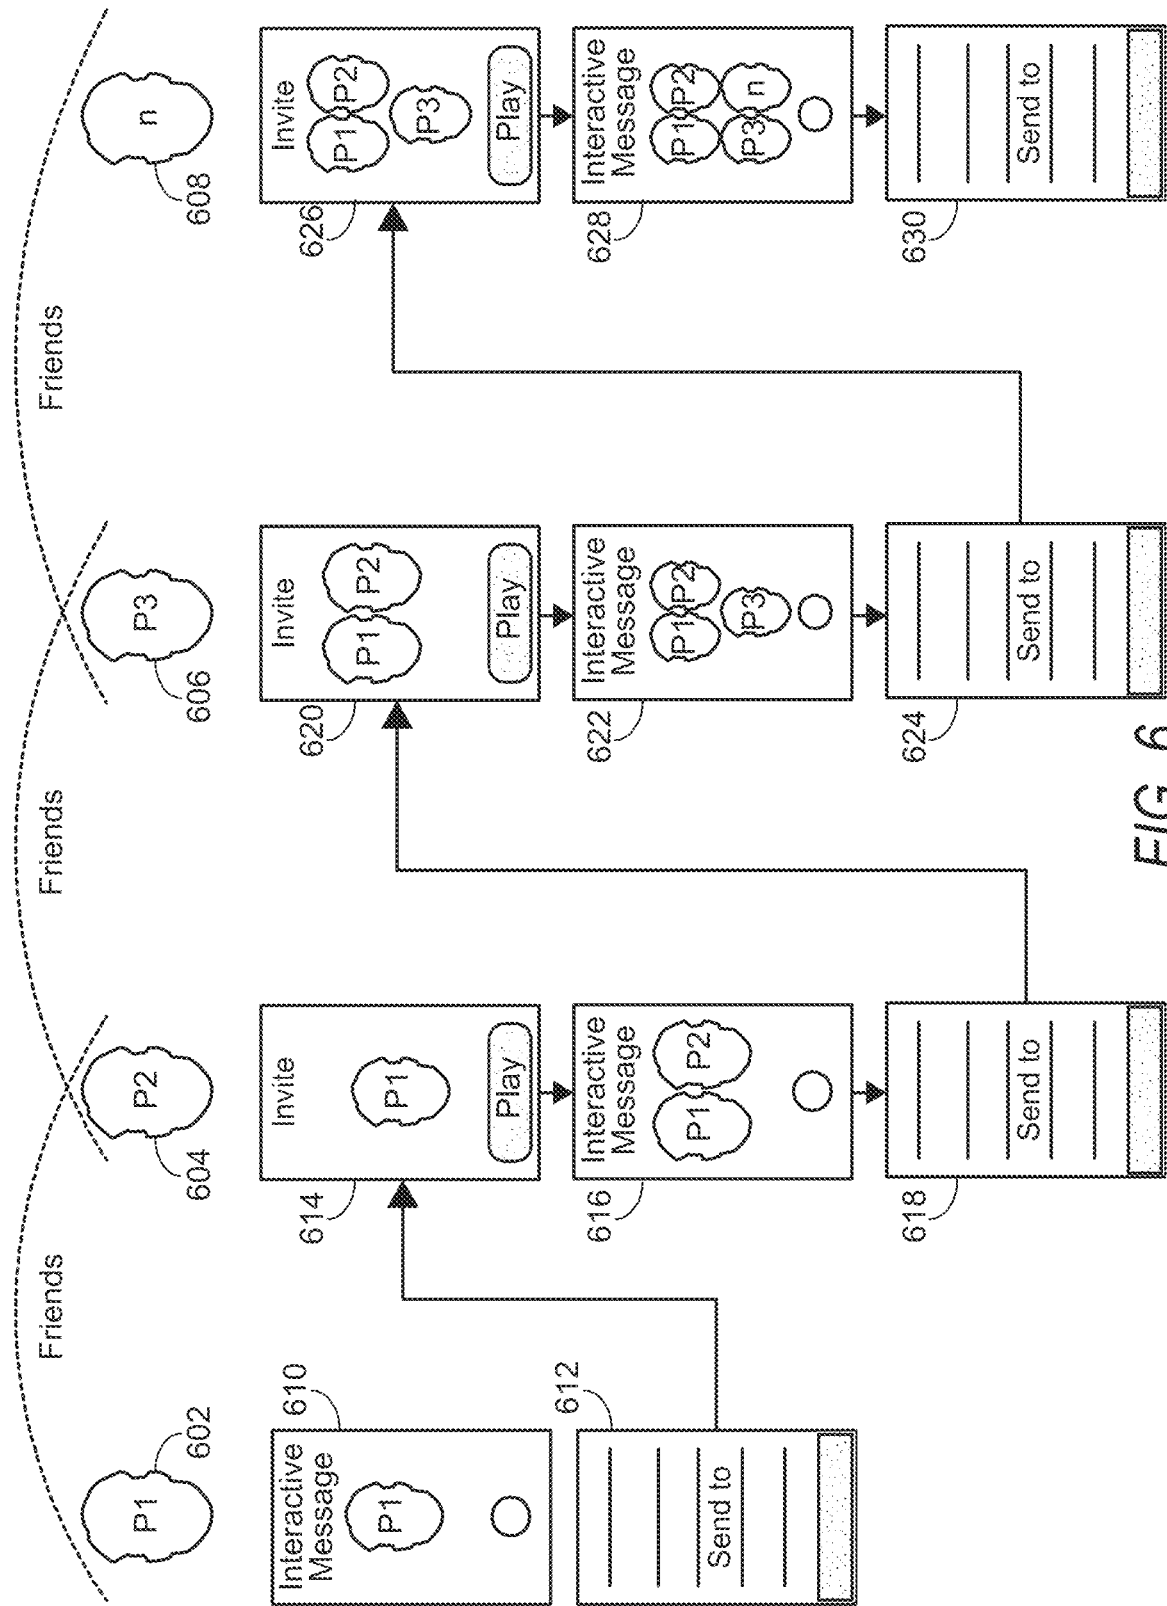 Friends
Friends
Friends
P1
602
P2
604
P3
606
n
608
Interactive
Message
610
P1
Send to
612
614
Invite
P1
Play
616
Interactive
Message
P1
P2
618
Send to
620
Invite
P1
P2
Play
622
Interactive
Message
P1
P2
P3
624
Send to
626
Invite
P1
P2
P3
Play
628
Interactive
Message
P1
P2
P3
n
630
Send to
FIG 6